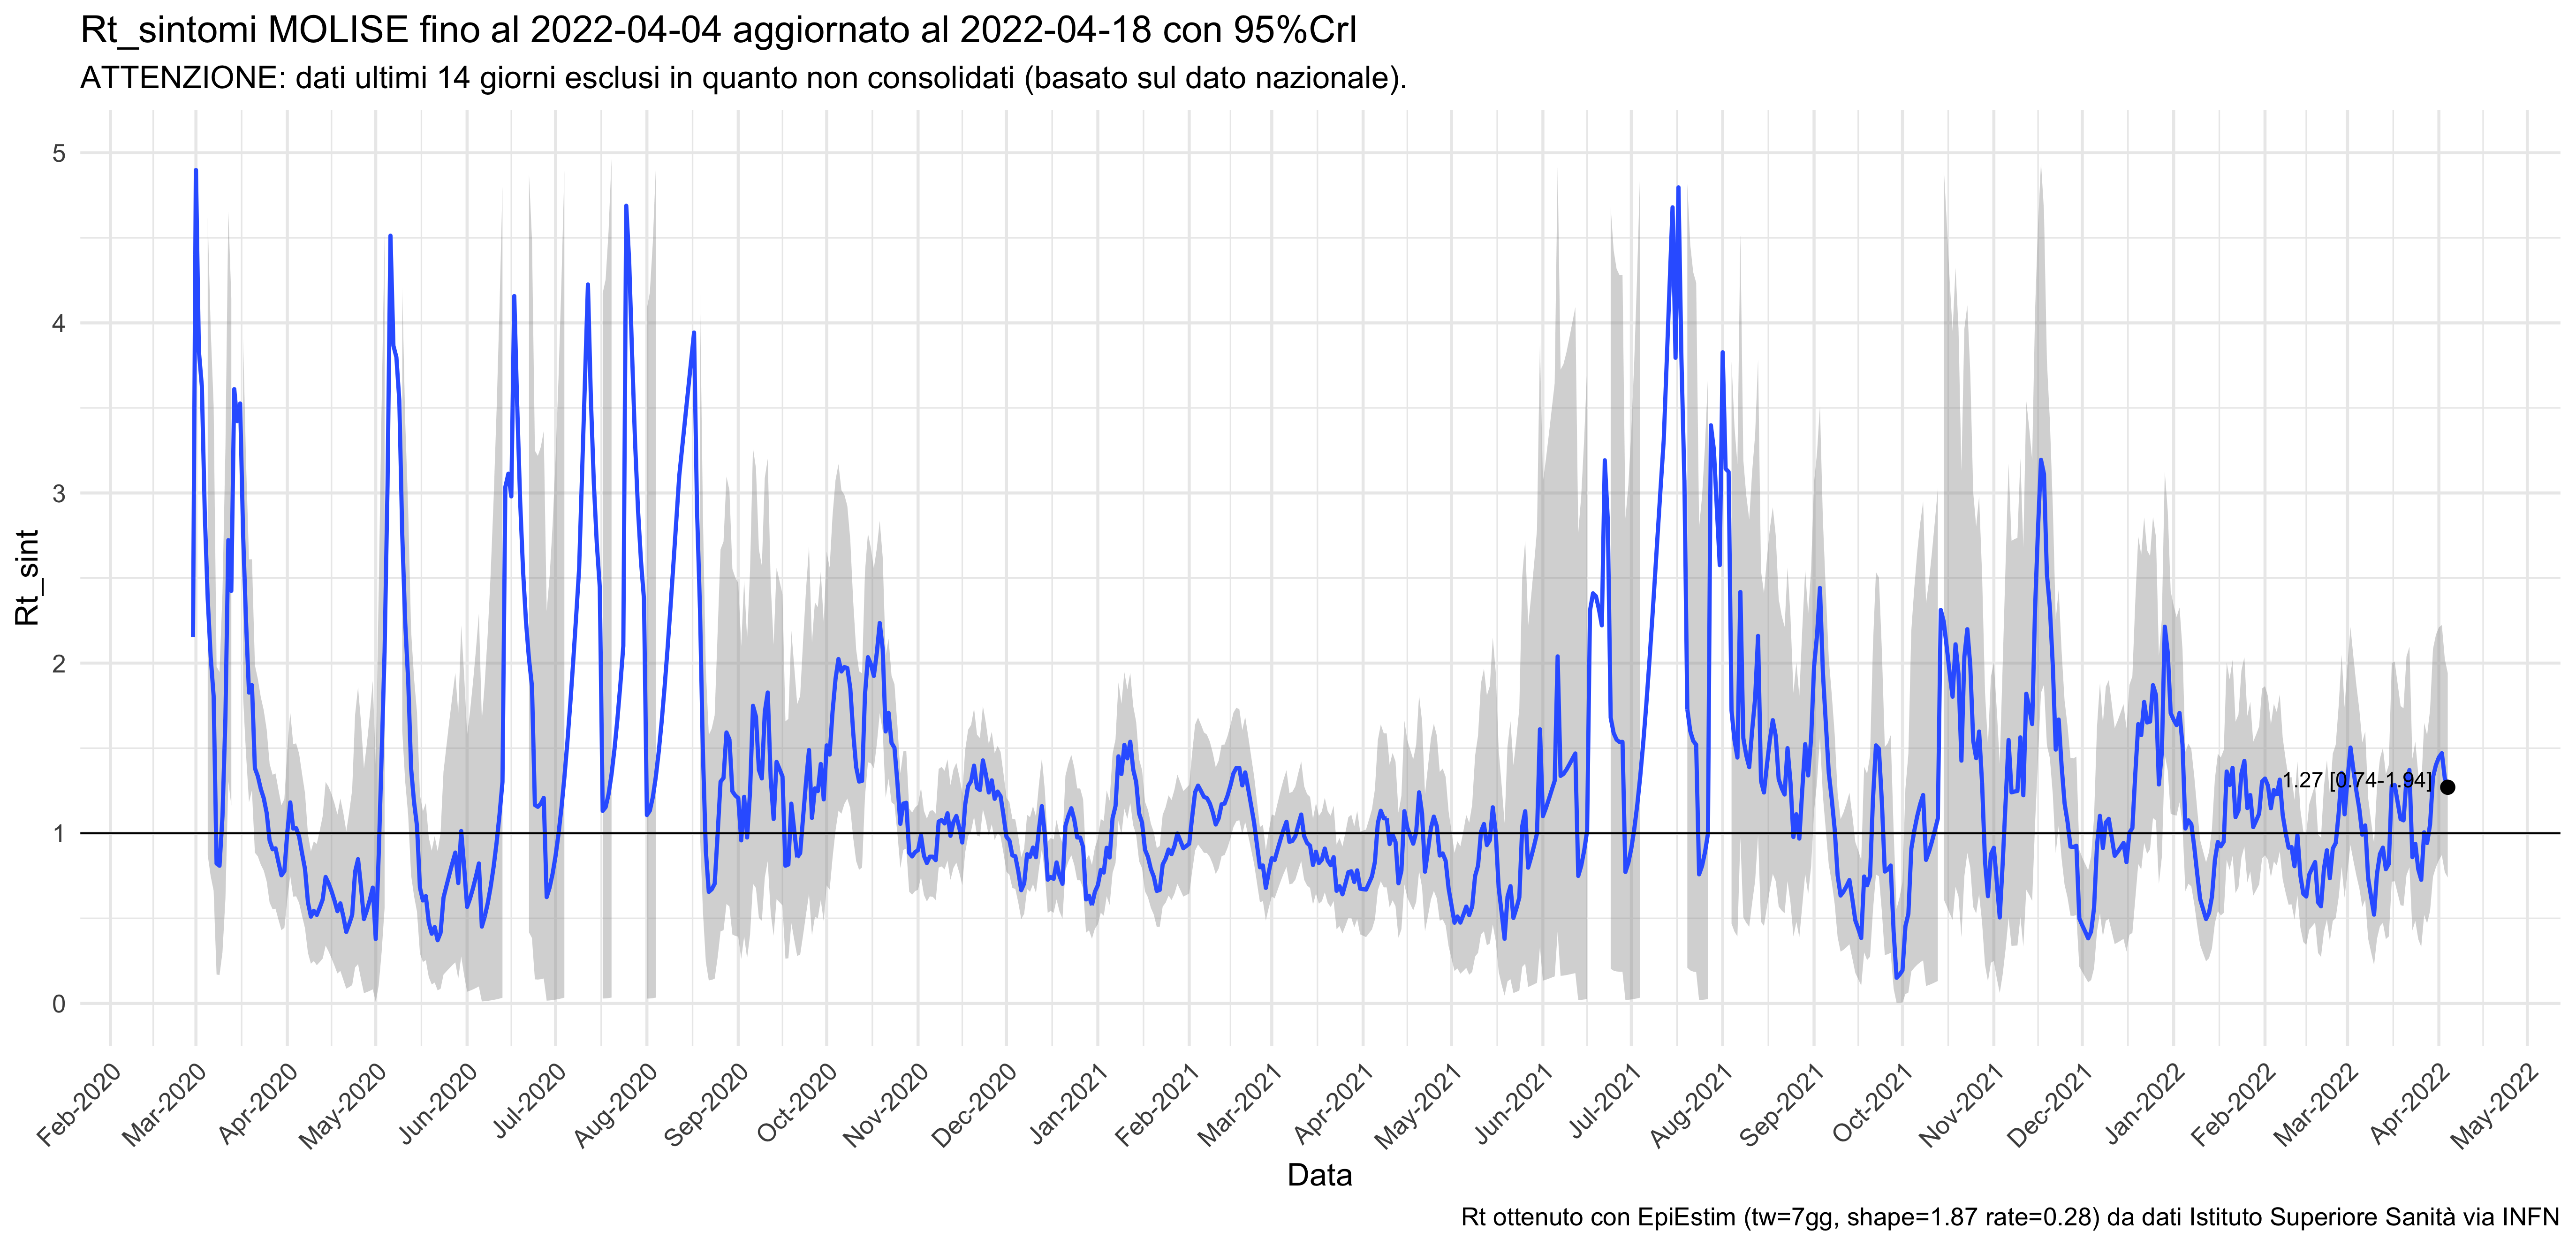 Rt_sintomi MOLISE fino al 2022-04-04 aggiornato al 2022-04-18 con 95%CrI
ATTENZIONE: dati ultimi 14 giorni esclusi in quanto non consolidati (basato sul dato nazionale).
5
4
3
2
1
0
Rt_sint
1.27 [0.74-1.94]
Feb-2020
Mar-2020
Apr-2020
May-2020
Jun-2020
Jul-2020
Aug-2020
Sep-2020
Oct-2020
Nov-2020
Dec-2020
Jan-2021
Feb-2021
Mar-2021
Apr-2021
May-2021
Jun-2021
Jul-2021
Aug-2021
Sep-2021
Oct-2021
Nov-2021
Dec-2021
Jan-2022
Feb-2022
Mar-2022
Apr-2022
May-2022
Data
Rt ottenuto con EpiEstim (tw=7gg, shape=1.87 rate=0.28) da dati Istituto Superiore Sanità via INFN